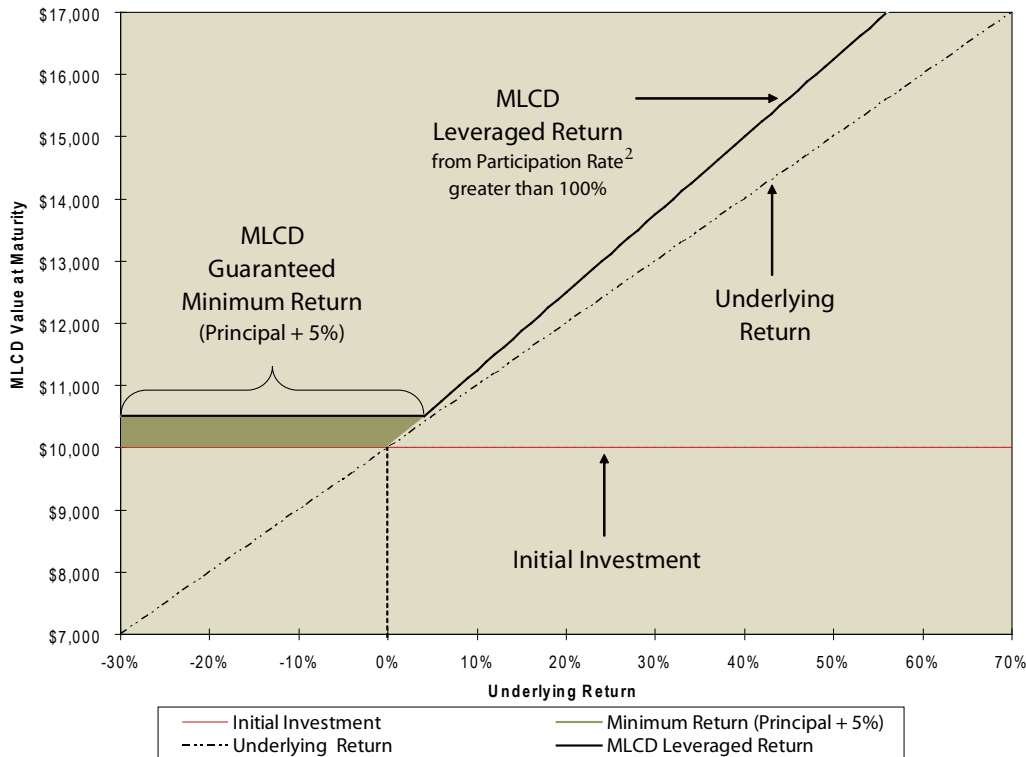 $17,000
$16,000
$15,000
$14,000
$13,000
$12,000
$11,000
$10,000
$9,000
$8,000
$7,000
MLCD Value at Maturity
MLCD
Leveraged Return
from Participation Rate2
greater than 100%
MLCD
Guaranteed
Minimum Return
(Principal + 5%)
Underlying
Return
Initial Investment
-30% -20% -10% 0% 10% 20% 30% 40% 50% 60% 70%
Underlying Return
Initial Investment Minimum Return (Principal + 5%)
Underlying Return MLCD Leveraged Return